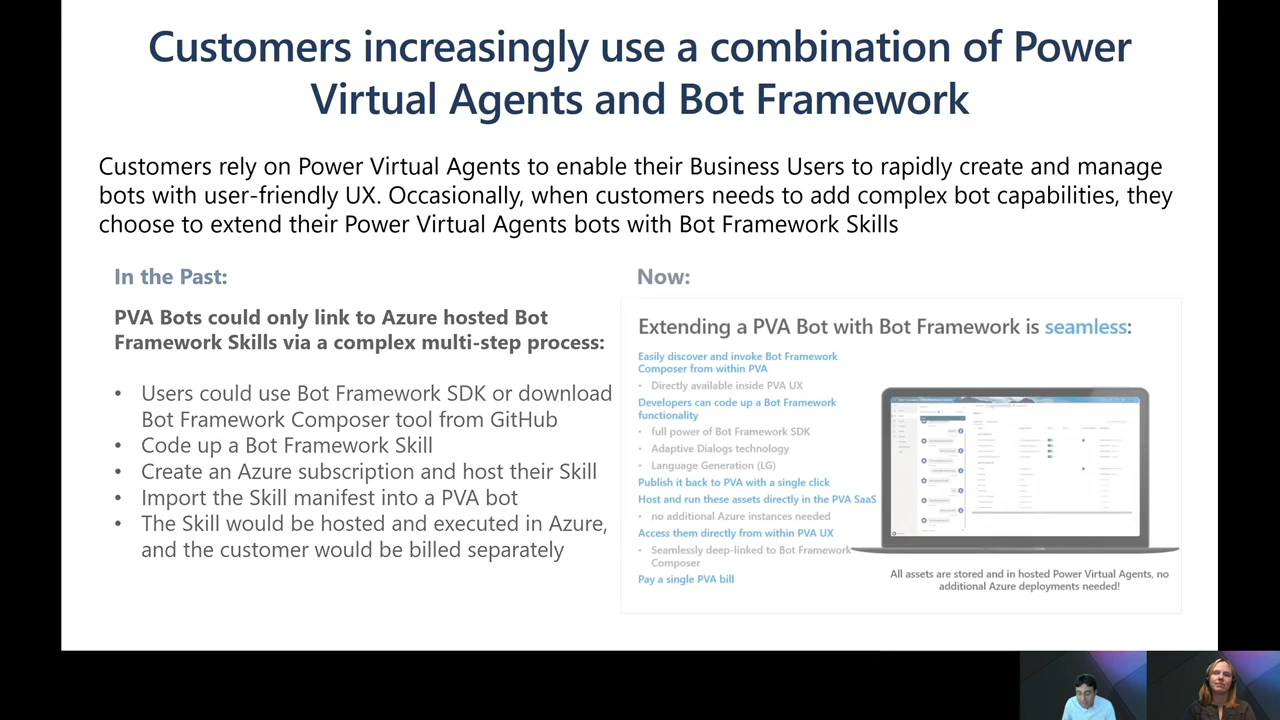 Customers increasingly use a combination of Power
Virtual Agents and Bot Framework
Customers rely on Power Virtual Agents to enable their Business Users to rapidly create and manage
bots with user-friendly UX. Occasionally, when customers needs to add complex bot capabilities, they
choose to extend their Power Virtual Agents bots with Bot Framework Skills
In the Past:
PVA Bots could only link to Azure hosted Bot
Framework Skills via a complex multi-step process:
• Users could use Bot Framework SDK or download
Bot Framework Composer tool from GitHub
• Code up a Bot Framework Skill
• Create an Azure subscription and host their Skill
• Import the Skill manifest into a PVA bot
• The Skill would be hosted and executed in Azure,
and the customer would be billed separately
Now:
Extending a PVA Bot with Bot Framework is seamless:
Easily discover and invoke Bot Framework
Composer from within PVA
• Directly available inside PVA UX
Developers can code up a Bot Framework
functionality
• full power of Bot Framework SDK
• Adaptive Dialogs technology
• Language Generation (LG)
Publish it back to PVA with a single click
Host and run these assets directly in the PVA SaaS
• no additional Azure instances needed
Access them directly from within PVA UX
• Seamlessly deep-linked to Bot Framework
Composer
Pay a single PVA bill
All assets are stored and in hosted Power Virtual Agents, no
additional Azure deployments needed!